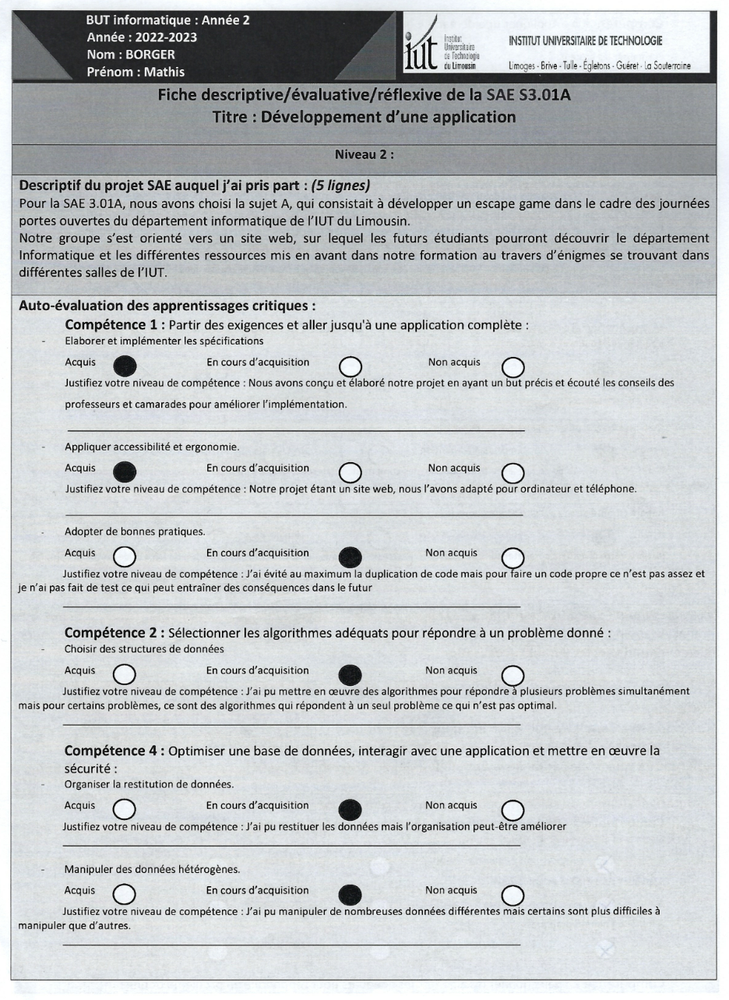 BUT informatique : Année 2
Année : 2022-2023
Nom : BORGER
Prénom : Mathis
iut
Institut
Universitaire
de Technologie
du Limousin
INSTITUT UNIVERSITAIRE DE TECHNOLOGIE
Limoges - Brive - Tulle - Égletons - Guéret - La Souterraine
Fiche descriptive/évaluative/réflexive de la SAE S3.01A
Titre : Développement d'une application
Niveau 2 :
Descriptif du projet SAE auquel j'ai pris part : (5 lignes)
Pour la SAE 3.01A, nous avons choisi la sujet A, qui consistait à développer un escape game dans le cadre des journées
portes ouvertes du département informatique de l'IUT du Limousin.
Notre groupe s'est orienté vers un site web, sur lequel les futurs étudiants pourront découvrir le département
Informatique et les différentes ressources mis en avant dans notre formation au travers d'énigmes se trouvant dans
différentes salles de l'IUT.
Auto-évaluation des apprentissages critiques :
Compétence 1 : Partir des exigences et aller jusqu'à une application complète :
- Elaborer et implémenter les spécifications
Acquis En cours d'acquisition Non acquis
Justifiez votre niveau de compétence : Nous avons conçu et élaboré notre projet en ayant un but précis et écouté les conseils des
professeurs et camarades pour améliorer l'implémentation.
- Appliquer accessibilité et ergonomie.
Acquis En cours d'acquisition Non acquis
Justifiez votre niveau de compétence : Notre projet étant un site web, nous l'avons adapté pour ordinateur et téléphone.
- Adopter de bonnes pratiques.
Acquis En cours d'acquisition Non acquis
Justifiez votre niveau de compétence : J'ai évité au maximum la duplication de code mais pour faire un code propre ce n'est pas assez et
je n'ai pas fait de test ce qui peut entraîner des conséquences dans le futur
Compétence 2 : Sélectionner les algorithmes adéquats pour répondre à un problème donné :
- Choisir des structures de données
Acquis En cours d'acquisition Non acquis
Justifiez votre niveau de compétence : J'ai pu mettre en œuvre des algorithmes pour répondre à plusieurs problèmes simultanément
mais pour certains problèmes, ce sont des algorithmes qui répondent à un seul problème ce qui n'est pas optimal.
Compétence 4 : Optimiser une base de données, interagir avec une application et mettre en œuvre la
sécurité :
- Organiser la restitution de données.
Acquis En cours d'acquisition Non acquis
Justifiez votre niveau de compétence : J'ai pu restituer les données mais l'organisation peut-être améliorer
- Manipuler des données hétérogènes.
Acquis En cours d'acquisition Non acquis
Justifiez votre niveau de compétence : J'ai pu manipuler de nombreuses données différentes mais certains sont plus difficiles à
manipuler que d'autres.